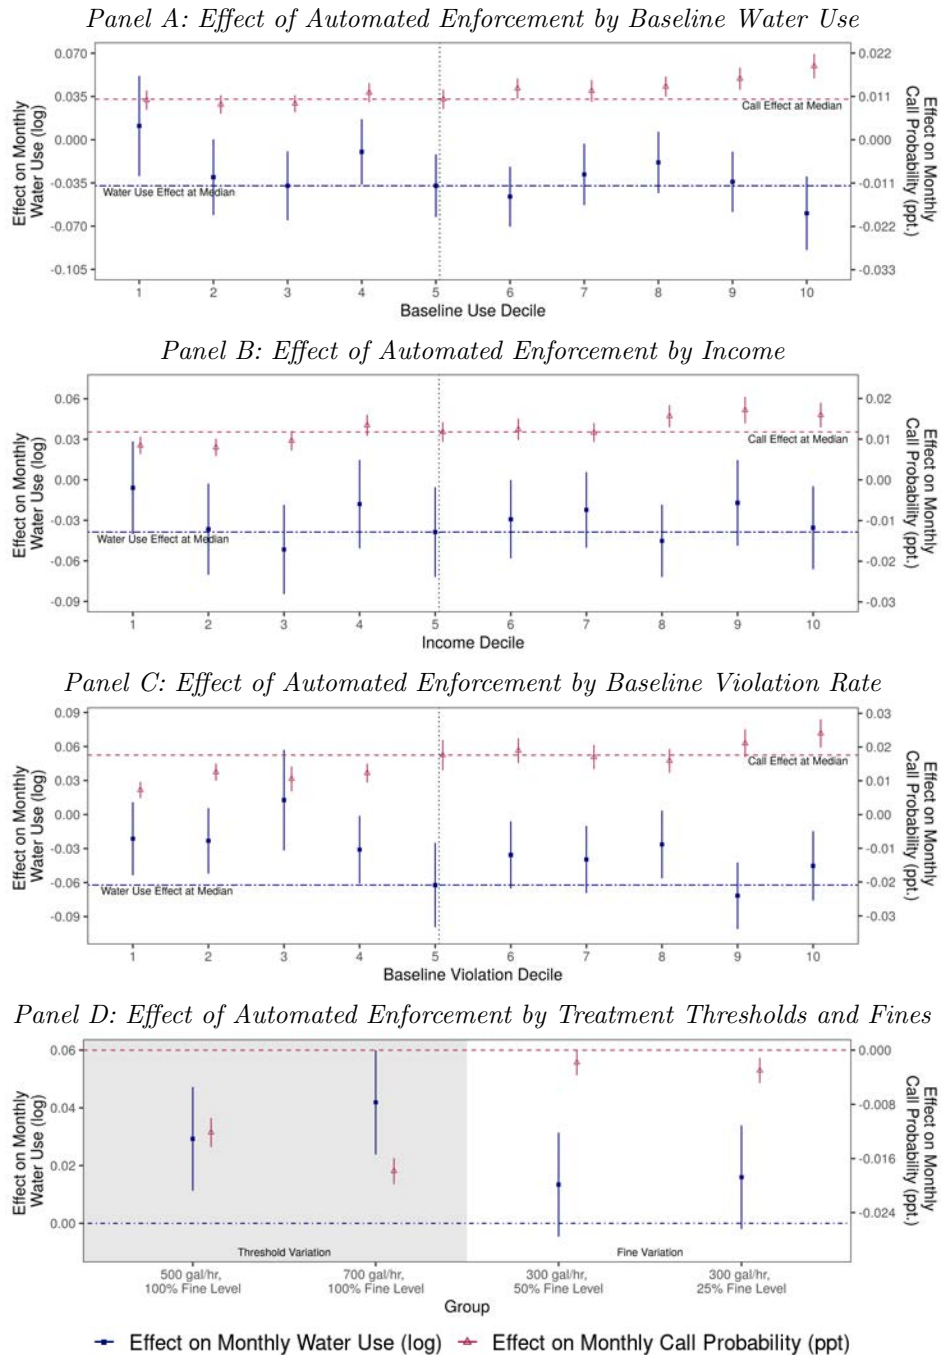 Panel A: Effect of Automated Enforcement by Baseline Water Use
Effect on Monthly
Water Use (log)
0.070
0.035
0.000
-0.035
-0.070
-0.105
Call Effect at Median
Water Use Effect at Median
0.022
0.011
0.000
-0.011
-0.022
-0.033
Effect on Monthly
Call Probability (ppt.)
1 2 3 4 5 6 7 8 9 10
Baseline Use Decile
Panel B: Effect of Automated Enforcement by Income
Effect on Monthly
Water Use (log)
0.06
0.03
0.00
-0.03
-0.06
-0.09
Call Effect at Median
Water Use Effect at Median
0.02
0.01
0.00
-0.01
-0.02
-0.03
Effect on Monthly
Call Probability (ppt.)
1 2 3 4 5 6 7 8 9 10
Income Decile
Panel C: Effect of Automated Enforcement by Baseline Violation Rate
Effect on Monthly
Water Use (log)
0.09
0.06
0.03
0.00
-0.03
-0.06
-0.09
Call Effect at Median
Water Use Effect at Median
0.03
0.02
0.01
0.00
-0.01
-0.02
-0.03
Effect on Monthly
Call Probability (ppt.)
1 2 3 4 5 6 7 8 9 10
Baseline Violation Decile
Panel D: Effect of Automated Enforcement by Treatment Thresholds and Fines
Effect on Monthly
Water Use (log)
0.06
0.04
0.02
0.00
0.000
-0.008
-0.016
-0.024
Effect on Monthly
Call Probability (ppt.)
Threshold Variation
Fine Variation
500 gal/hr,
100% Fine Level
700 gal/hr,
100% Fine Level
300 gal/hr,
50% Fine Level
300 gal/hr,
25% Fine Level
Group
Effect on Monthly Water Use (log)
Effect on Monthly Call Probability (ppt)